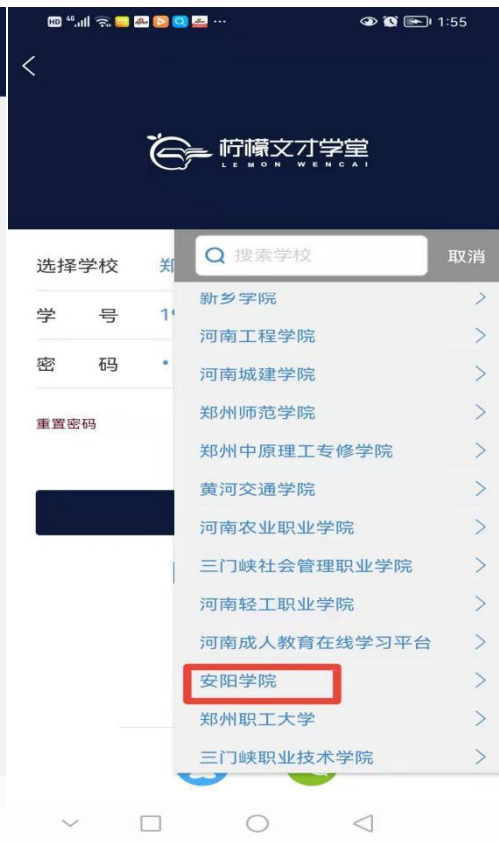 HD 4G 1:55
柠檬文才学堂
LEMON WENCAI
搜索学校 取消
选择学校 郑
学号 19
密码
重置密码
新乡学院
河南工程学院
河南城建学院
郑州师范学院
郑州中原理工专修学院
黄河交通学院
河南农业职业学院
三门峡社会管理职业学院
河南轻工职业学院
河南成人教育在线学习平台
安阳学院
郑州职工大学
三门峡职业技术学院